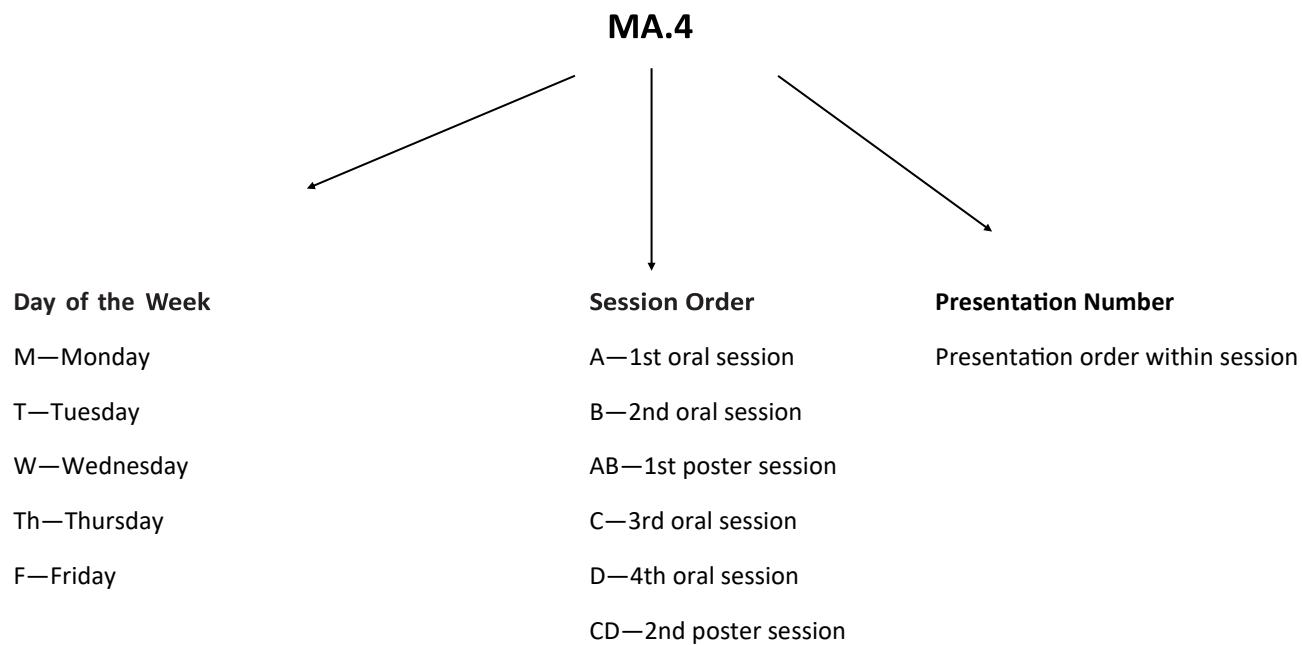 MA.4
Day of the Week
M—Monday
T—Tuesday
W—Wednesday
Th—Thursday
F—Friday
Session Order
A—1st oral session
B—2nd oral session
AB—1st poster session
C—3rd oral session
D—4th oral session
CD—2nd poster session
Presentation Number
Presentation order within session